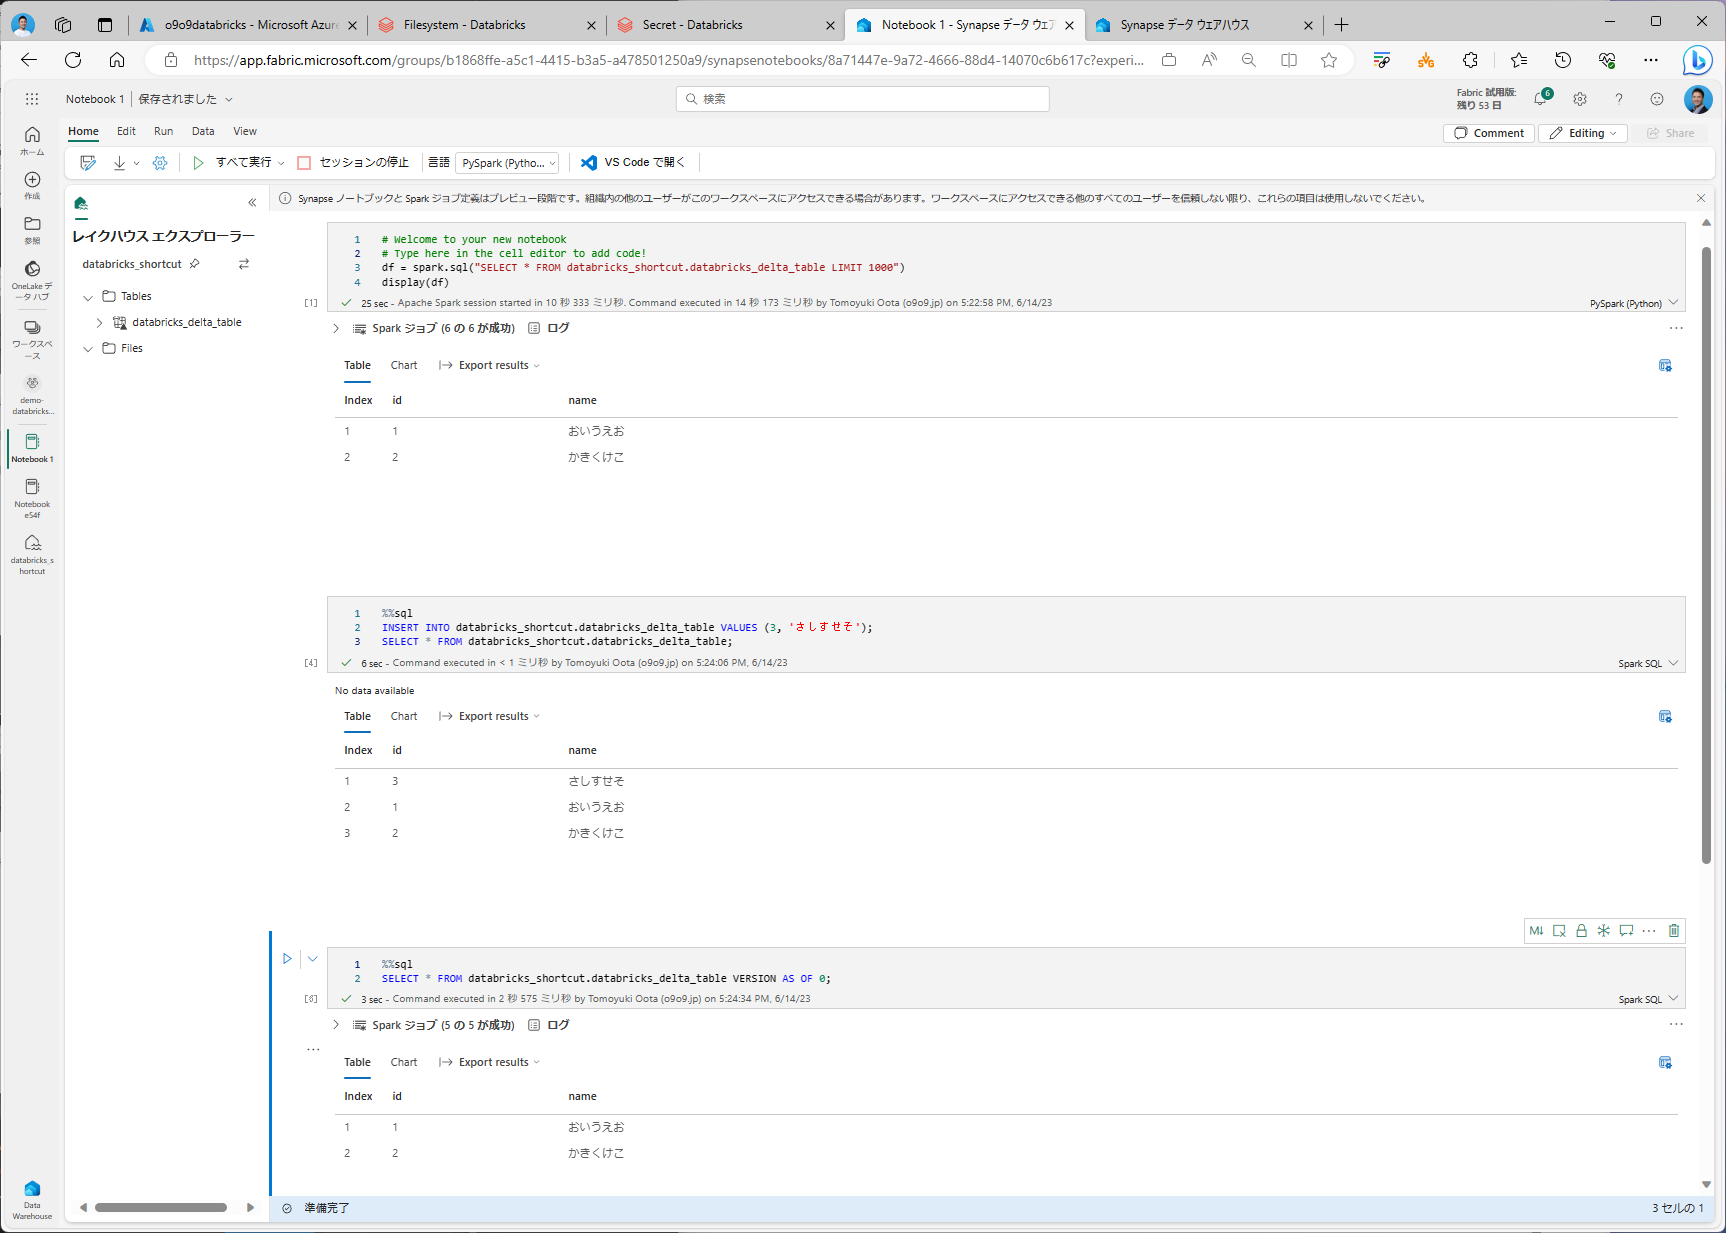 o9o9databricks - Microsoft Azure
Filesystem - Databricks
Secret - Databricks
Notebook 1 - Synapse データ ウェア
Synapse データ ウェアハウス
https://app.fabric.microsoft.com/groups/b1868ffe-a5c1-4415-b3a5-a478501250a9/synapsenotebooks/8a71447e-9a72-4666-88d4-14070c6b617c?experi...
Notebook 1 保存されました
検索
Fabric 試用版:
残り 53 日
6
Home Edit Run Data View
Comment Editing Share
すべて実行 セッションの停止 言語 PySpark (Pytho... VS Code で開く
ホーム
作成
参照
OneLake デ
ータ ハブ
ワークスペ
ース
demo-
databricks...
Notebook 1
Notebook
e54f
databricks_s
hortcut
Data
Warehouse
レイクハウス エクスプローラー
databricks_shortcut
Tables
databricks_delta_table
Files
Synapse ノートブックと Spark ジョブ定義はプレビュー段階です。組織内の他のユーザーがこのワークスペースにアクセスできる場合があります。ワークスペースにアクセスできる他のすべてのユーザーを信頼しない限り、これらの項目は使用しないでください。
1 # Welcome to your new notebook
2 # Type here in the cell editor to add code!
3 df = spark.sql("SELECT * FROM databricks_shortcut.databricks_delta_table LIMIT 1000")
4 display(df)
[1] 25 sec - Apache Spark session started in 10 秒 333 ミリ秒. Command executed in 14 秒 173 ミリ秒 by Tomoyuki Oota (o9o9.jp) on 5:22:58 PM, 6/14/23 PySpark (Python)
Spark ジョブ (6 の 6 が成功) ログ
Table Chart Export results
Index id name
1 1 おいうえお
2 2 かきくけこ
1 %%sql
2 INSERT INTO databricks_shortcut.databricks_delta_table VALUES (3, 'さしすせそ');
3 SELECT * FROM databricks_shortcut.databricks_delta_table;
[4] 6 sec - Command executed in < 1 ミリ秒 by Tomoyuki Oota (o9o9.jp) on 5:24:06 PM, 6/14/23 Spark SQL
No data available
Table Chart Export results
Index id name
1 3 さしすせそ
2 1 おいうえお
3 2 かきくけこ
M↓
1 %%sql
2 SELECT * FROM databricks_shortcut.databricks_delta_table VERSION AS OF 0;
[6] 3 sec - Command executed in 2 秒 575 ミリ秒 by Tomoyuki Oota (o9o9.jp) on 5:24:34 PM, 6/14/23 Spark SQL
Spark ジョブ (5 の 5 が成功) ログ
Table Chart Export results
Index id name
1 1 おいうえお
2 2 かきくけこ
準備完了
3 セルの 1